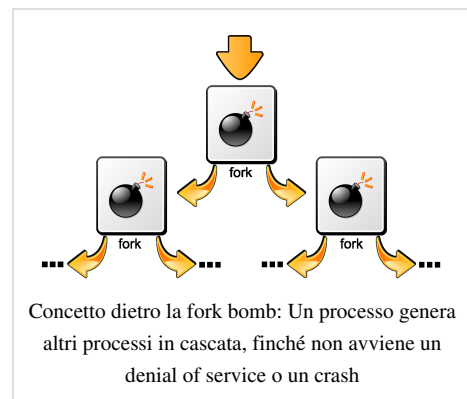 fork
fork
fork
Concetto dietro la fork bomb: Un processo genera
altri processi in cascata, finché non avviene un
denial of service o un crash